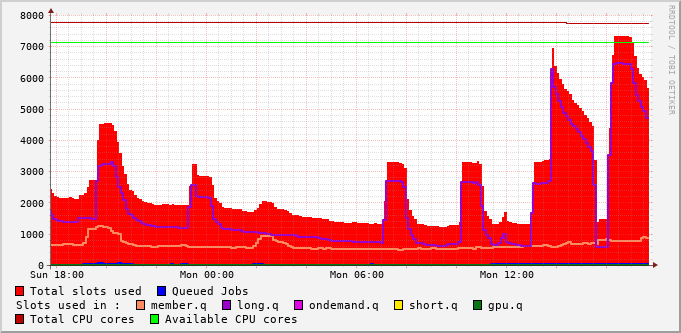 8000
7000
6000
5000
4000
3000
2000
1000
0
Sun 18:00 Mon 00:00 Mon 06:00 Mon 12:00
Total slots used Queued Jobs
Slots used in : member.q long.q ondemand.q short.q gpu.q
Total CPU cores Available CPU cores
RRDTOOL / TOBI OETIKER